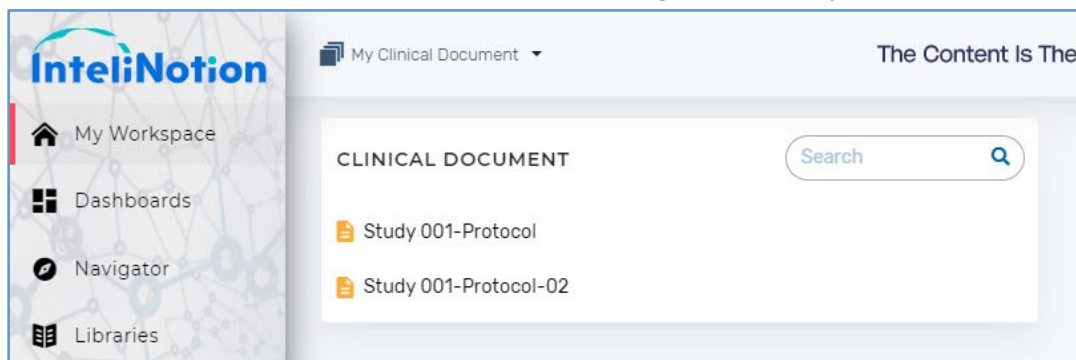 InteliNotion
My Workspace
Dashboards
Navigator
Libraries
My Clinical Document
The Content Is The
CLINICAL DOCUMENT
Search
Study 001-Protocol
Study 001-Protocol-02